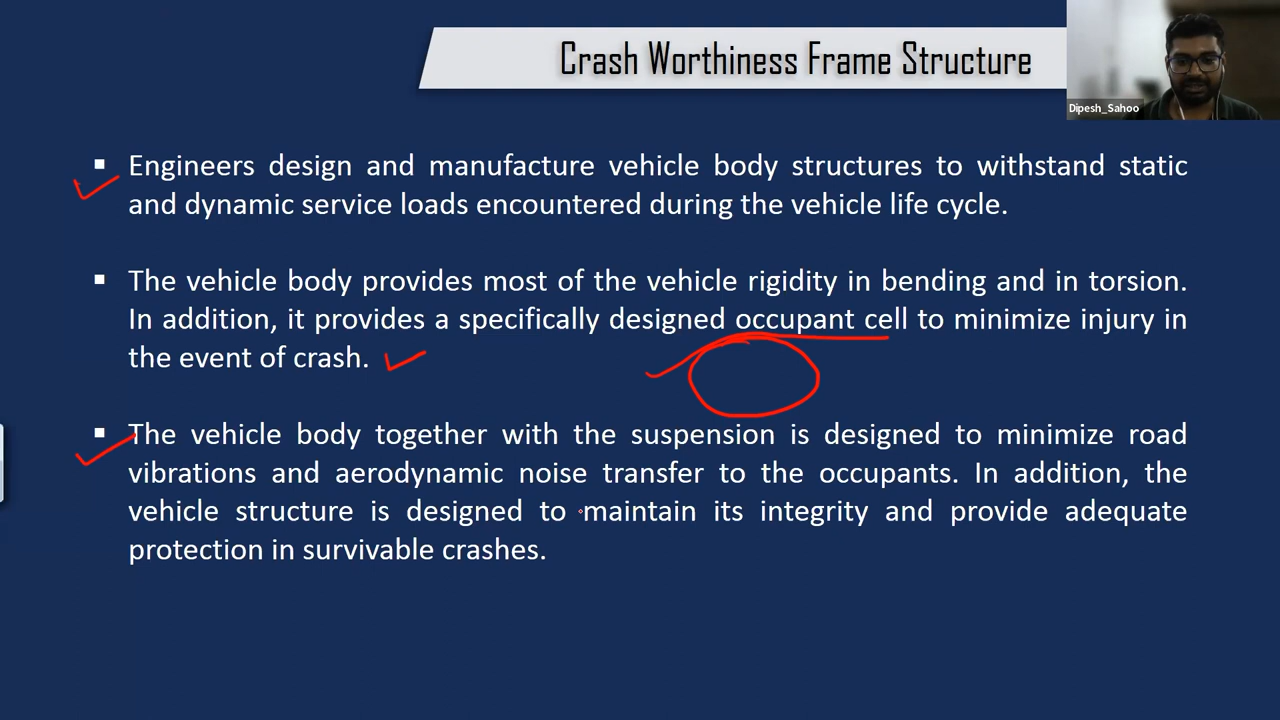 Crash Worthiness Frame Structure
Dipesh_Sahoo
▪ Engineers design and manufacture vehicle body structures to withstand static
and dynamic service loads encountered during the vehicle life cycle.
▪ The vehicle body provides most of the vehicle rigidity in bending and in torsion.
In addition, it provides a specifically designed occupant cell to minimize injury in
the event of crash.
▪ The vehicle body together with the suspension is designed to minimize road
vibrations and aerodynamic noise transfer to the occupants. In addition, the
vehicle structure is designed to maintain its integrity and provide adequate
protection in survivable crashes.